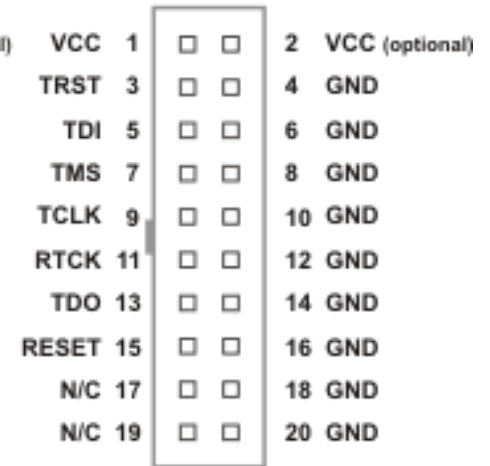 VCC 1 2 VCC (optional)
TRST 3 4 GND
TDI 5 6 GND
TMS 7 8 GND
TCLK 9 10 GND
RTCK 11 12 GND
TDO 13 14 GND
RESET 15 16 GND
N/C 17 18 GND
N/C 19 20 GND